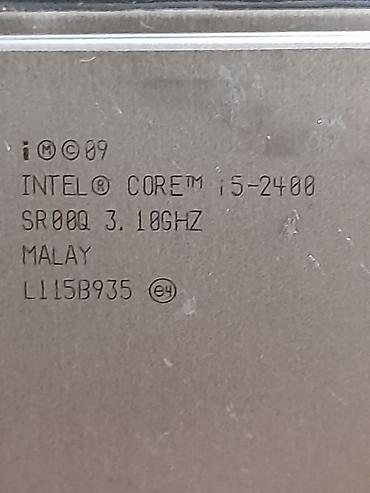 i Ⓜ © 09
INTEL® CORE™ i5-2400
SR00Q 3.10GHZ
MALAY
L115B935 e4